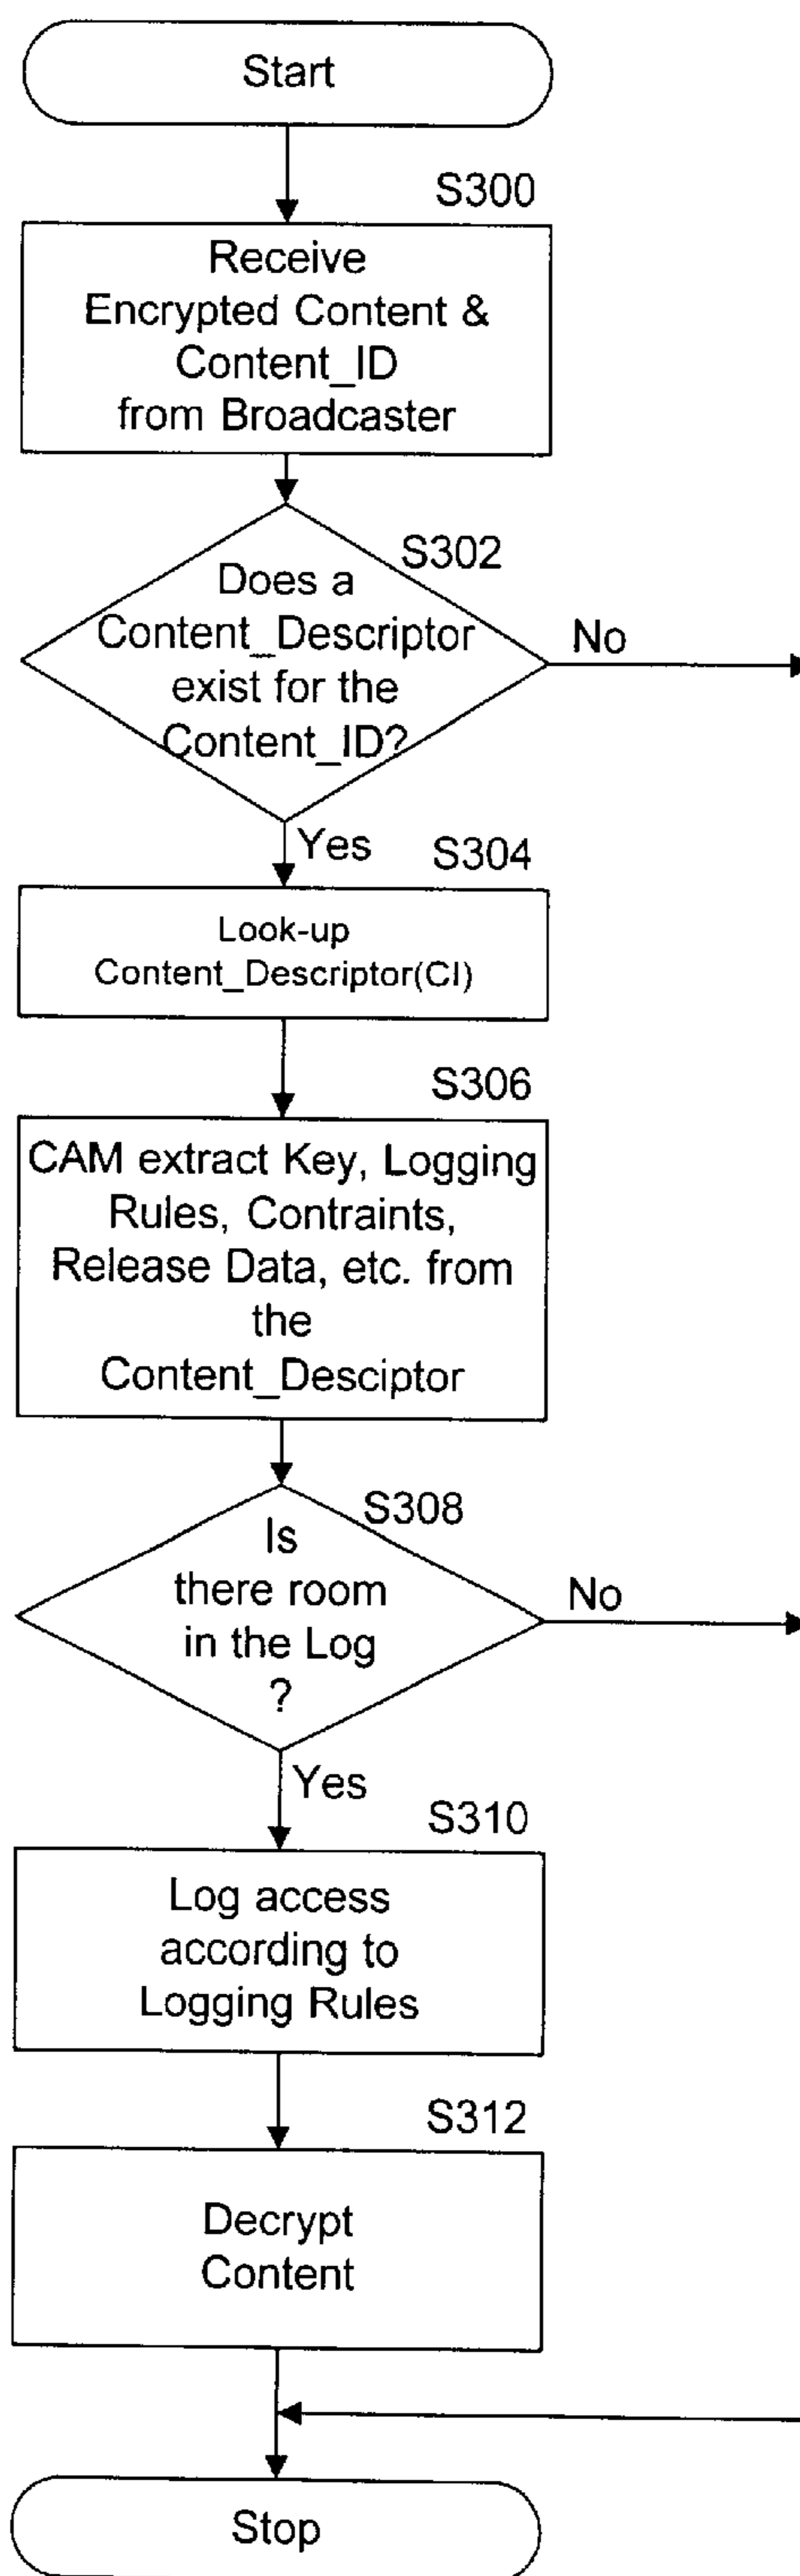 Start
S300
Receive
Encrypted Content &
Content_ID
from Broadcaster
S302
Does a
Content_Descriptor
exist for the
Content_ID?
No
Yes
S304
Look-up
Content_Descriptor(CI)
S306
CAM extract Key, Logging
Rules, Contraints,
Release Data, etc. from
the
Content_Desciptor
S308
Is
there room
in the Log
?
No
Yes
S310
Log access
according to
Logging Rules
S312
Decrypt
Content
Stop